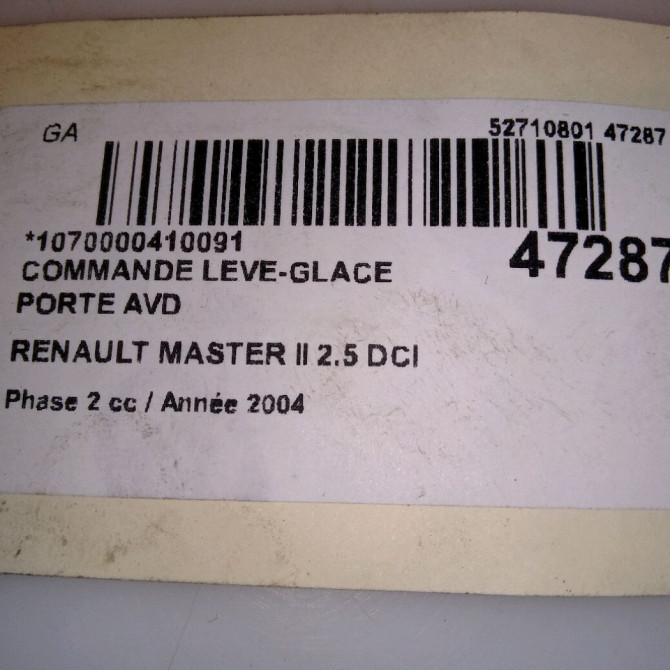 GA
52710801 47287
*1070000410091
47287
COMMANDE LEVE-GLACE
PORTE AVD
RENAULT MASTER II 2.5 DCI
Phase 2 cc / Année 2004